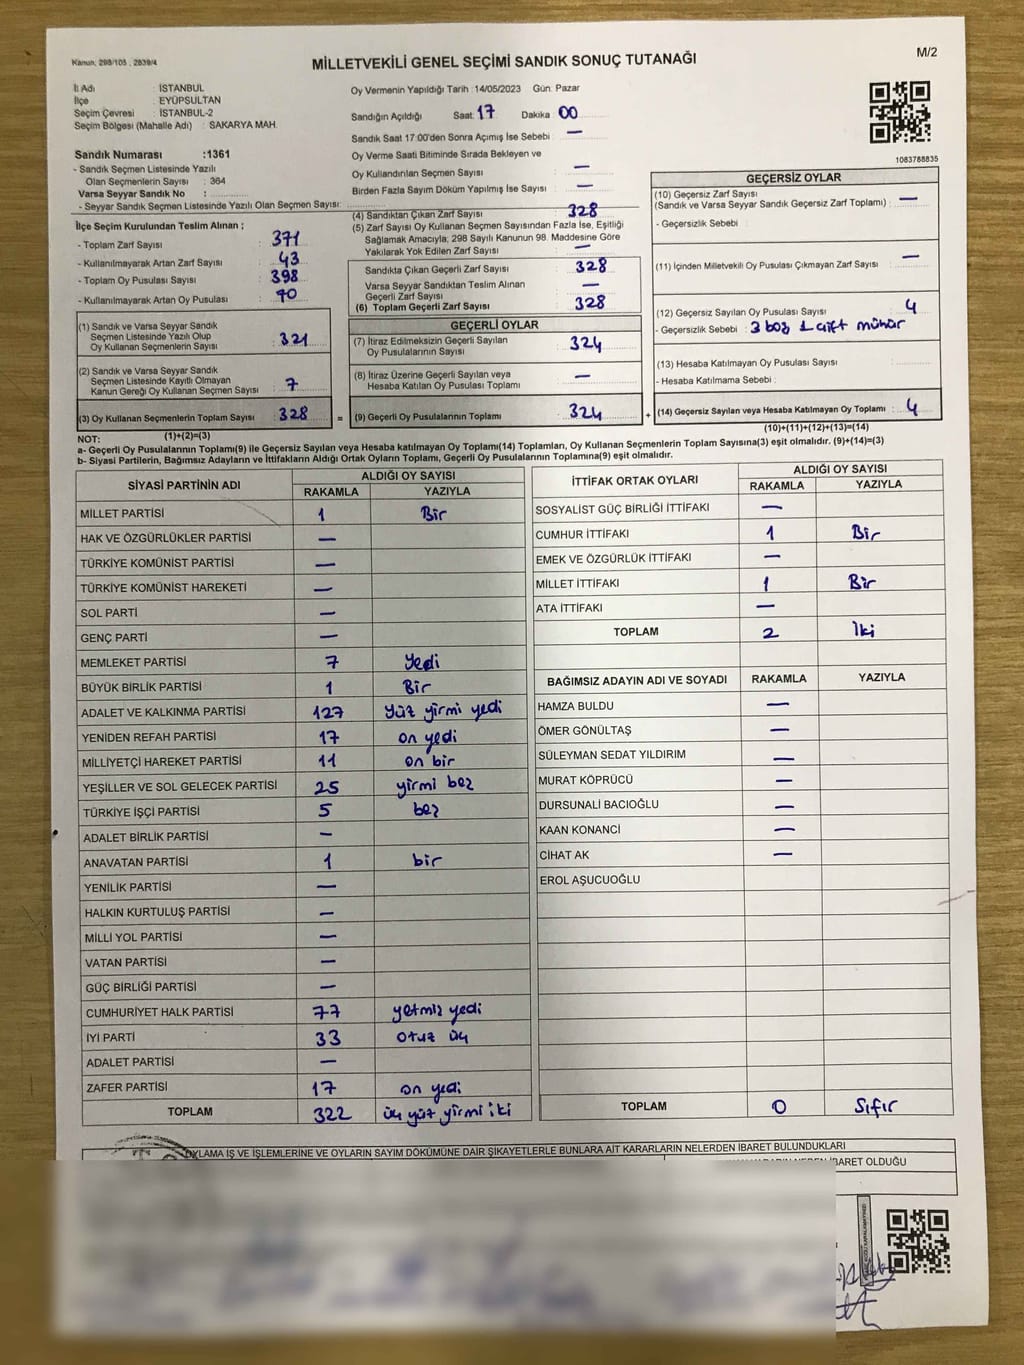 Kanun: 298/105, 2839/4
MİLLETVEKİLİ GENEL SEÇİMİ SANDIK SONUÇ TUTANAĞI
M/2
İl Adı : İSTANBUL
İlçe : EYÜPSULTAN
Seçim Çevresi : İSTANBUL-2
Seçim Bölgesi (Mahalle Adı) : SAKARYA MAH.
Sandık Numarası :1361
- Sandık Seçmen Listesinde Yazılı
Olan Seçmenlerin Sayısı : 364
Varsa Seyyar Sandık No :
- Seyyar Sandık Seçmen Listesinde Yazılı Olan Seçmen Sayısı:
İlçe Seçim Kurulundan Teslim Alınan ;
- Toplam Zarf Sayısı : 371
- Kullanılmayarak Artan Zarf Sayısı : 43
- Toplam Oy Pusulası Sayısı : 398
- Kullanılmayarak Artan Oy Pusulası : 70
(1) Sandık ve Varsa Seyyar Sandık
Seçmen Listesinde Yazılı Olup
Oy Kullanan Seçmenlerin Sayısı : 321
(2) Sandık ve Varsa Seyyar Sandık
Seçmen Listesinde Kayıtlı Olmayan
Kanun Gereği Oy Kullanan Seçmen Sayısı : 7
(3) Oy Kullanan Seçmenlerin Toplam Sayısı : 328
(1)+(2)=(3)
Oy Vermenin Yapıldığı Tarih : 14/05/2023 Gün: Pazar
Sandığın Açıldığı Saat: 17 Dakika: 00
Sandık Saat 17:00'den Sonra Açımış İse Sebebi : —
Oy Verme Saati Bitiminde Sırada Bekleyen ve
Oy Kullandırılan Seçmen Sayısı : —
Birden Fazla Sayım Döküm Yapılmış İse Sayısı : —
(4) Sandıktan Çıkan Zarf Sayısı : 328
(5) Zarf Sayısı Oy Kullanan Seçmen Sayısından Fazla İse, Eşitliği
Sağlamak Amacıyla, 298 Sayılı Kanunun 98. Maddesine Göre
Yakılarak Yok Edilen Zarf Sayısı : —
Sandıkta Çıkan Geçerli Zarf Sayısı : 328
Varsa Seyyar Sandıktan Teslim Alınan
Geçerli Zarf Sayısı : —
(6) Toplam Geçerli Zarf Sayısı : 328
GEÇERLİ OYLAR
(7) İtiraz Edilmeksizin Geçerli Sayılan
Oy Pusulalarının Sayısı : 324
(8) İtiraz Üzerine Geçerli Sayılan veya
Hesaba Katılan Oy Pusulası Toplamı : —
= (9) Geçerli Oy Pusulalarının Toplamı : 324
1083788835
GEÇERSİZ OYLAR
(10) Geçersiz Zarf Sayısı
(Sandık ve Varsa Seyyar Sandık Geçersiz Zarf Toplamı) : —
- Geçersizlik Sebebi :
(11) İçinden Milletvekili Oy Pusulası Çıkmayan Zarf Sayısı : —
(12) Geçersiz Sayılan Oy Pusulası Sayısı : 4
- Geçersizlik Sebebi : 3 boş 1 çift mühür
(13) Hesaba Katılmayan Oy Pusulası Sayısı :
- Hesaba Katılmama Sebebi :
+ (14) Geçersiz Sayılan veya Hesaba Katılmayan Oy Toplamı : 4
(10)+(11)+(12)+(13)=(14)
NOT:
a- Geçerli Oy Pusulalarının Toplamı(9) ile Geçersiz Sayılan veya Hesaba katılmayan Oy Toplamı(14) Toplamları, Oy Kullanan Seçmenlerin Toplam Sayısına(3) eşit olmalıdır. (9)+(14)=(3)
b- Siyasi Partilerin, Bağımsız Adayların ve İttifakların Aldığı Ortak Oyların Toplamı, Geçerli Oy Pusulalarının Toplamına(9) eşit olmalıdır.
SİYASİ PARTİNİN ADI ALDIĞI OY SAYISI
RAKAMLA YAZIYLA
MİLLET PARTİSİ 1 Bir
HAK VE ÖZGÜRLÜKLER PARTİSİ —
TÜRKİYE KOMÜNİST PARTİSİ —
TÜRKİYE KOMÜNİST HAREKETİ —
SOL PARTİ —
GENÇ PARTİ —
MEMLEKET PARTİSİ 7 Yedi
BÜYÜK BİRLİK PARTİSİ 1 Bir
ADALET VE KALKINMA PARTİSİ 127 Yüz yirmi yedi
YENİDEN REFAH PARTİSİ 17 on yedi
MİLLİYETÇİ HAREKET PARTİSİ 11 on bir
YEŞİLLER VE SOL GELECEK PARTİSİ 25 yirmi beş
TÜRKİYE İŞÇİ PARTİSİ 5 beş
ADALET BİRLİK PARTİSİ —
ANAVATAN PARTİSİ 1 bir
YENİLİK PARTİSİ —
HALKIN KURTULUŞ PARTİSİ —
MİLLİ YOL PARTİSİ —
VATAN PARTİSİ —
GÜÇ BİRLİĞİ PARTİSİ —
CUMHURİYET HALK PARTİSİ 77 yetmiş yedi
İYİ PARTİ 33 Otuz üç
ADALET PARTİSİ —
ZAFER PARTİSİ 17 on yedi
TOPLAM 322 üç yüz yirmi iki
İTTİFAK ORTAK OYLARI ALDIĞI OY SAYISI
RAKAMLA YAZIYLA
SOSYALİST GÜÇ BİRLİĞİ İTTİFAKI —
CUMHUR İTTİFAKI 1 Bir
EMEK VE ÖZGÜRLÜK İTTİFAKI —
MİLLET İTTİFAKI 1 Bir
ATA İTTİFAKI —
TOPLAM 2 İki
BAĞIMSIZ ADAYIN ADI VE SOYADI RAKAMLA YAZIYLA
HAMZA BULDU —
ÖMER GÖNÜLTAŞ —
SÜLEYMAN SEDAT YILDIRIM —
MURAT KÖPRÜCÜ —
DURSUNALİ BACIOĞLU —
KAAN KONANCİ —
CİHAT AK —
EROL AŞUCUOĞLU
TOPLAM 0 Sıfır
OYLAMA İŞ VE İŞLEMLERİNE VE OYLARIN SAYIM DÖKÜMÜNE DAİR ŞİKAYETLERLE BUNLARA AİT KARARLARIN NELERDEN İBARET BULUNDUKLARI
İBARET OLDUĞU